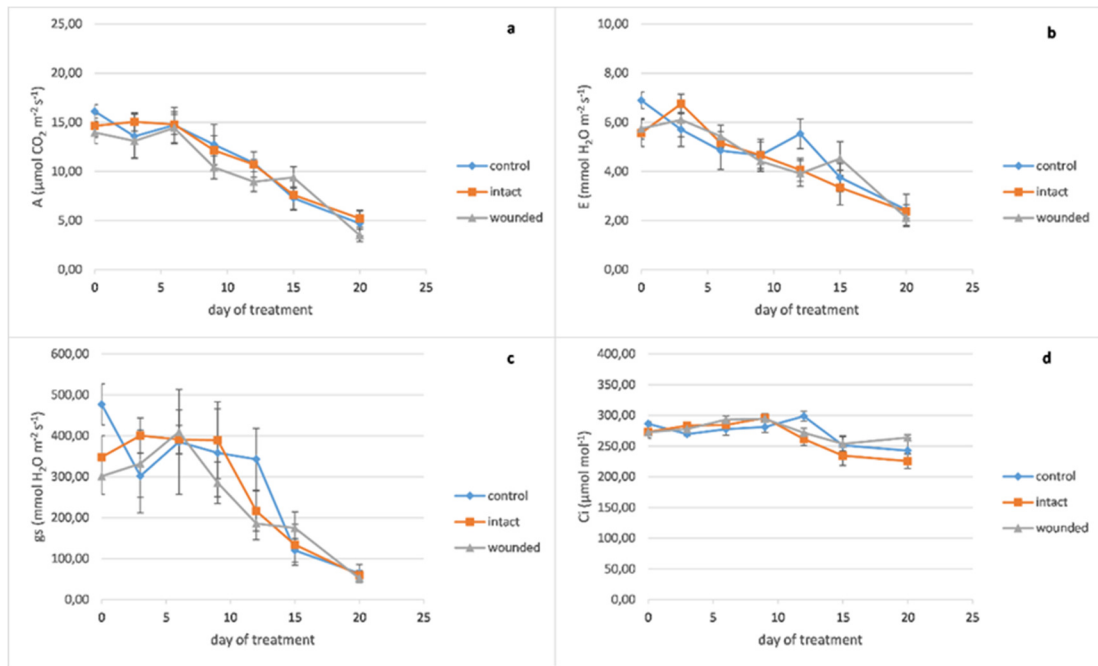 a
25,00
20,00
15,00
10,00
5,00
0,00
A (µmol CO₂ m⁻² s⁻¹)
0 5 10 15 20 25
day of treatment
control
intact
wounded
b
10,00
8,00
6,00
4,00
2,00
0,00
E (mmol H₂O m⁻² s⁻¹)
0 5 10 15 20 25
day of treatment
control
intact
wounded
c
600,00
500,00
400,00
300,00
200,00
100,00
0,00
gs (mmol H₂O m⁻² s⁻¹)
0 5 10 15 20 25
day of treatment
control
intact
wounded
d
400,00
350,00
300,00
250,00
200,00
150,00
100,00
50,00
0,00
Ci (µmol mol⁻¹)
0 5 10 15 20 25
day of treatment
control
intact
wounded